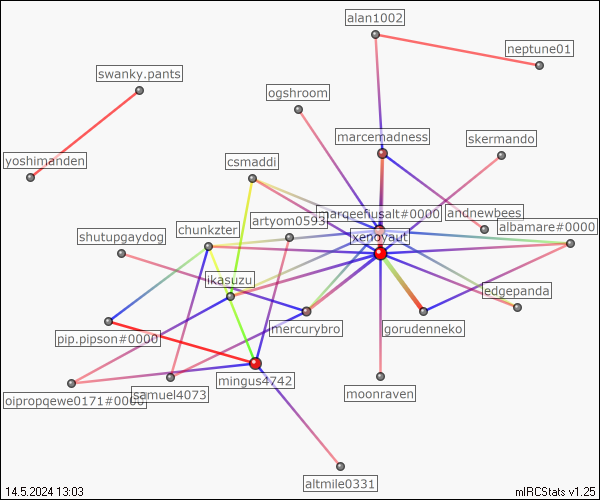 alan1002
neptune01
swanky.pants
ogshroom
marcemadness
skermando
yoshimanden
csmaddi
artyom0593
marqeefiusalt#0000
andnewbees
albamare#0000
chunkzter
shutupgaydog
xenoyaut
ikasuzu
edgepanda
pip.pipson#0000
mercurybro
gorudenneko
mingus4742
moonraven
oipropqewe0171#0000
samuel4073
altmile0331
14.5.2024 13:03
mIRCStats v1.25